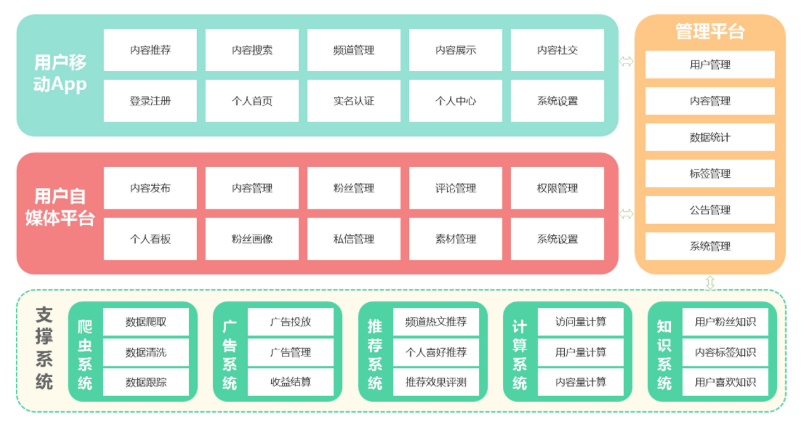 用户移
动App
内容推荐
内容搜索
频道管理
内容展示
内容社交
登录注册
个人首页
实名认证
个人中心
系统设置
用户自
媒体平台
内容发布
内容管理
粉丝管理
评论管理
权限管理
个人看板
粉丝画像
私信管理
素材管理
系统设置
管理平台
用户管理
内容管理
数据统计
标签管理
公告管理
系统管理
支撑系统
爬虫系统
数据爬取
数据清洗
数据跟踪
广告系统
广告投放
广告管理
收益结算
推荐系统
频道热文推荐
个人喜好推荐
推荐效果评测
计算系统
访问量计算
用户量计算
内容量计算
知识系统
用户粉丝知识
内容标签知识
用户喜欢知识